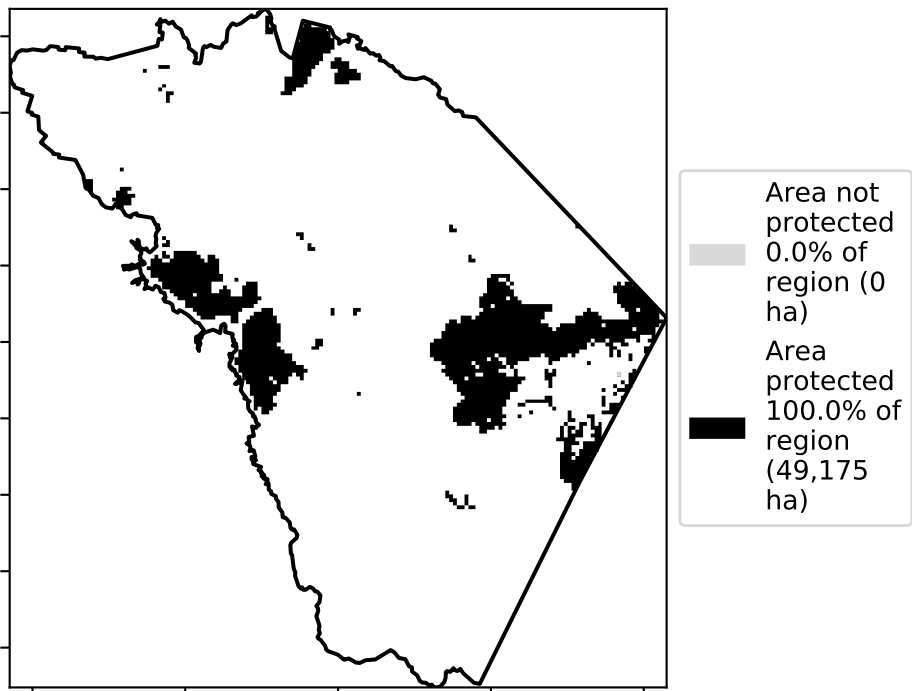 Area not
protected
0.0% of
region (0
ha)
Area
protected
100.0% of
region
(49,175
ha)